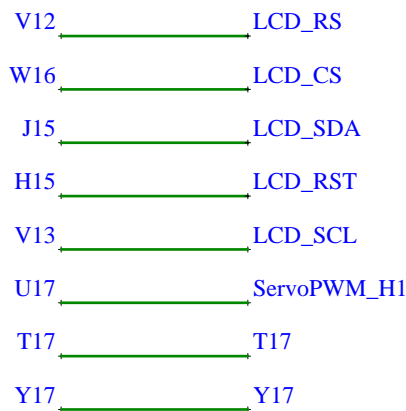 V12 LCD_RS
W16 LCD_CS
J15 LCD_SDA
H15 LCD_RST
V13 LCD_SCL
U17 ServoPWM_H1
T17 T17
Y17 Y17